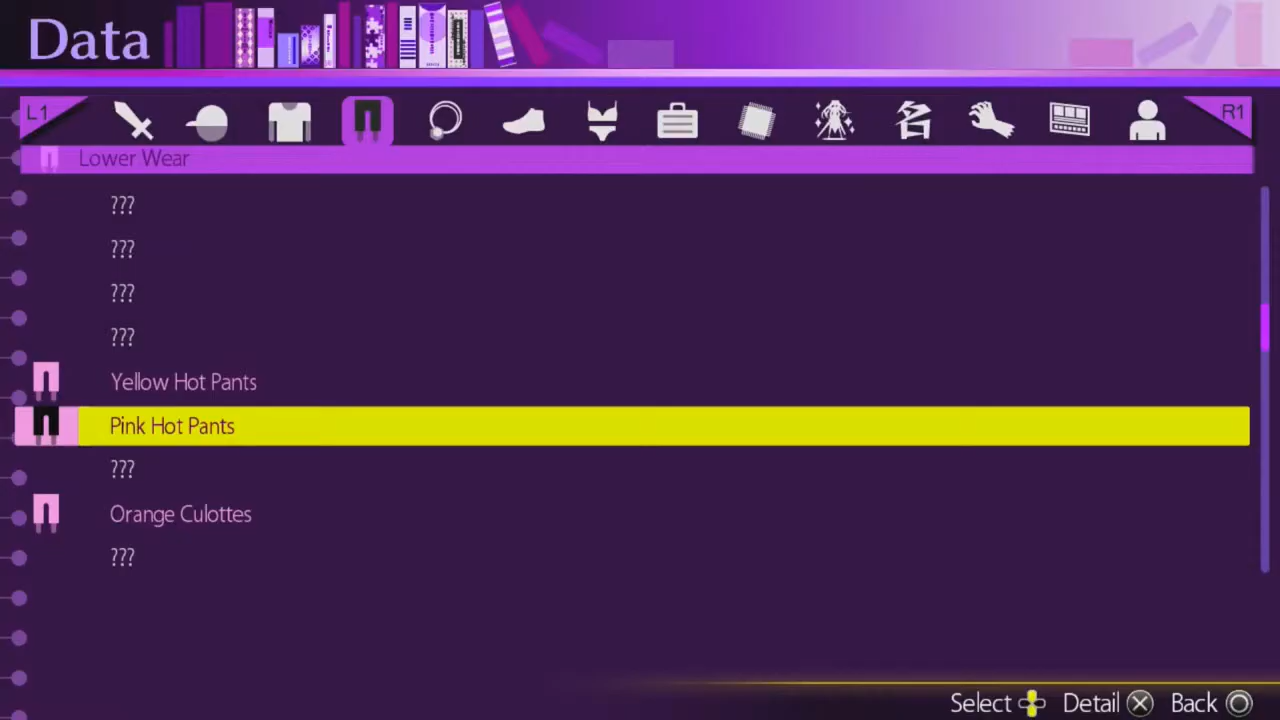 Data
L1
R1
Lower Wear
???
???
???
???
Yellow Hot Pants
Pink Hot Pants
???
Orange Culottes
???
Select Detail Back